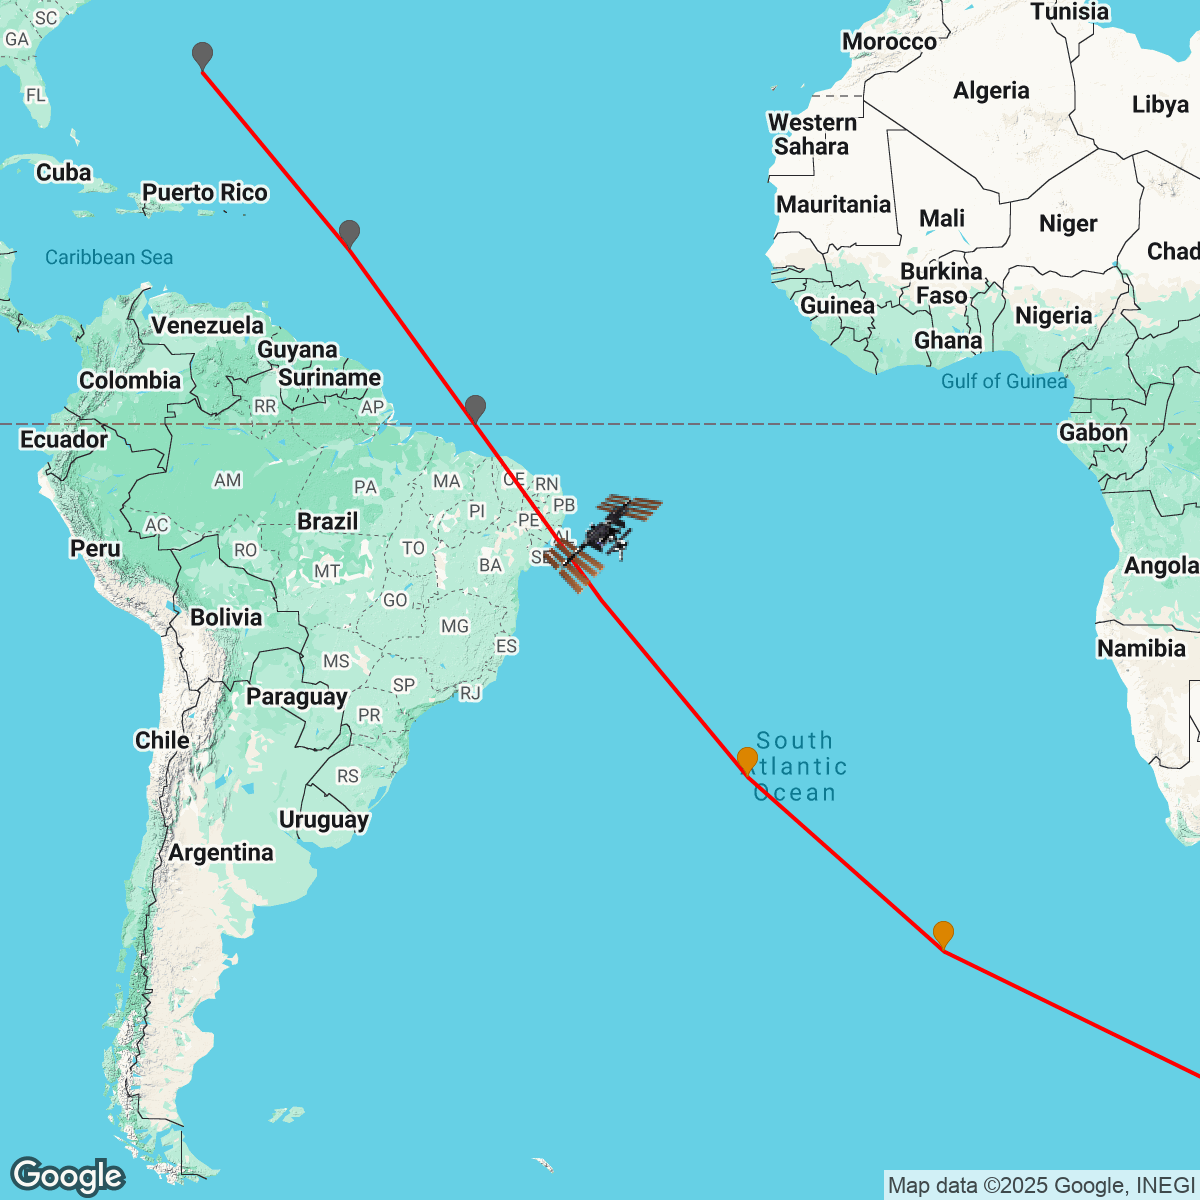 Tunisia
SC
GA
Morocco
Algeria
FL
Libya
Western
Sahara
Cuba
Puerto Rico
Mauritania
Mali
Niger
Caribbean Sea
Chad
Burkina
Faso
Guinea
Nigeria
Venezuela
Ghana
Guyana
Colombia
Suriname
Gulf of Guinea
RR
AP
Ecuador
Gabon
AM
PA
MA
CE
RN
PB
PI
PE
AC
Brazil
AL
Peru
RO
TO
SE
BA
MT
Angola
GO
Bolivia
MG
ES
Namibia
MS
SP
RJ
Paraguay
PR
Chile
South
Atlantic
Ocean
RS
Uruguay
Argentina
Google
Map data ©2025 Google, INEGI